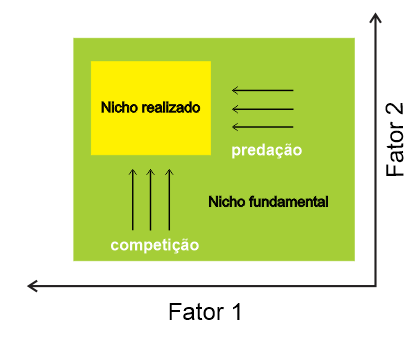 Nicho realizado
predação
Nicho fundamental
competição
Fator 1
Fator 2